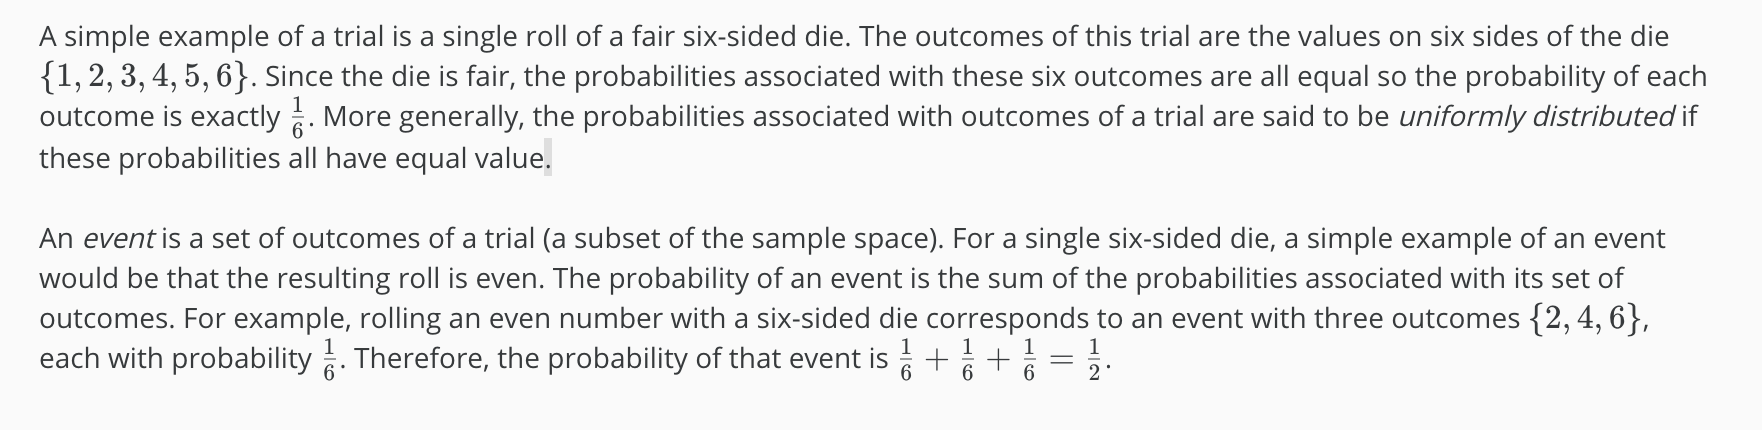 A simple example of a trial is a single roll of a fair six-sided die. The outcomes of this trial are the values on six sides of the die
{1, 2, 3, 4, 5, 6}. Since the die is fair, the probabilities associated with these six outcomes are all equal so the probability of each
outcome is exactly 1/6. More generally, the probabilities associated with outcomes of a trial are said to be uniformly distributed if
these probabilities all have equal value.
An event is a set of outcomes of a trial (a subset of the sample space). For a single six-sided die, a simple example of an event
would be that the resulting roll is even. The probability of an event is the sum of the probabilities associated with its set of
outcomes. For example, rolling an even number with a six-sided die corresponds to an event with three outcomes {2, 4, 6},
each with probability 1/6. Therefore, the probability of that event is 1/6 + 1/6 + 1/6 = 1/2.